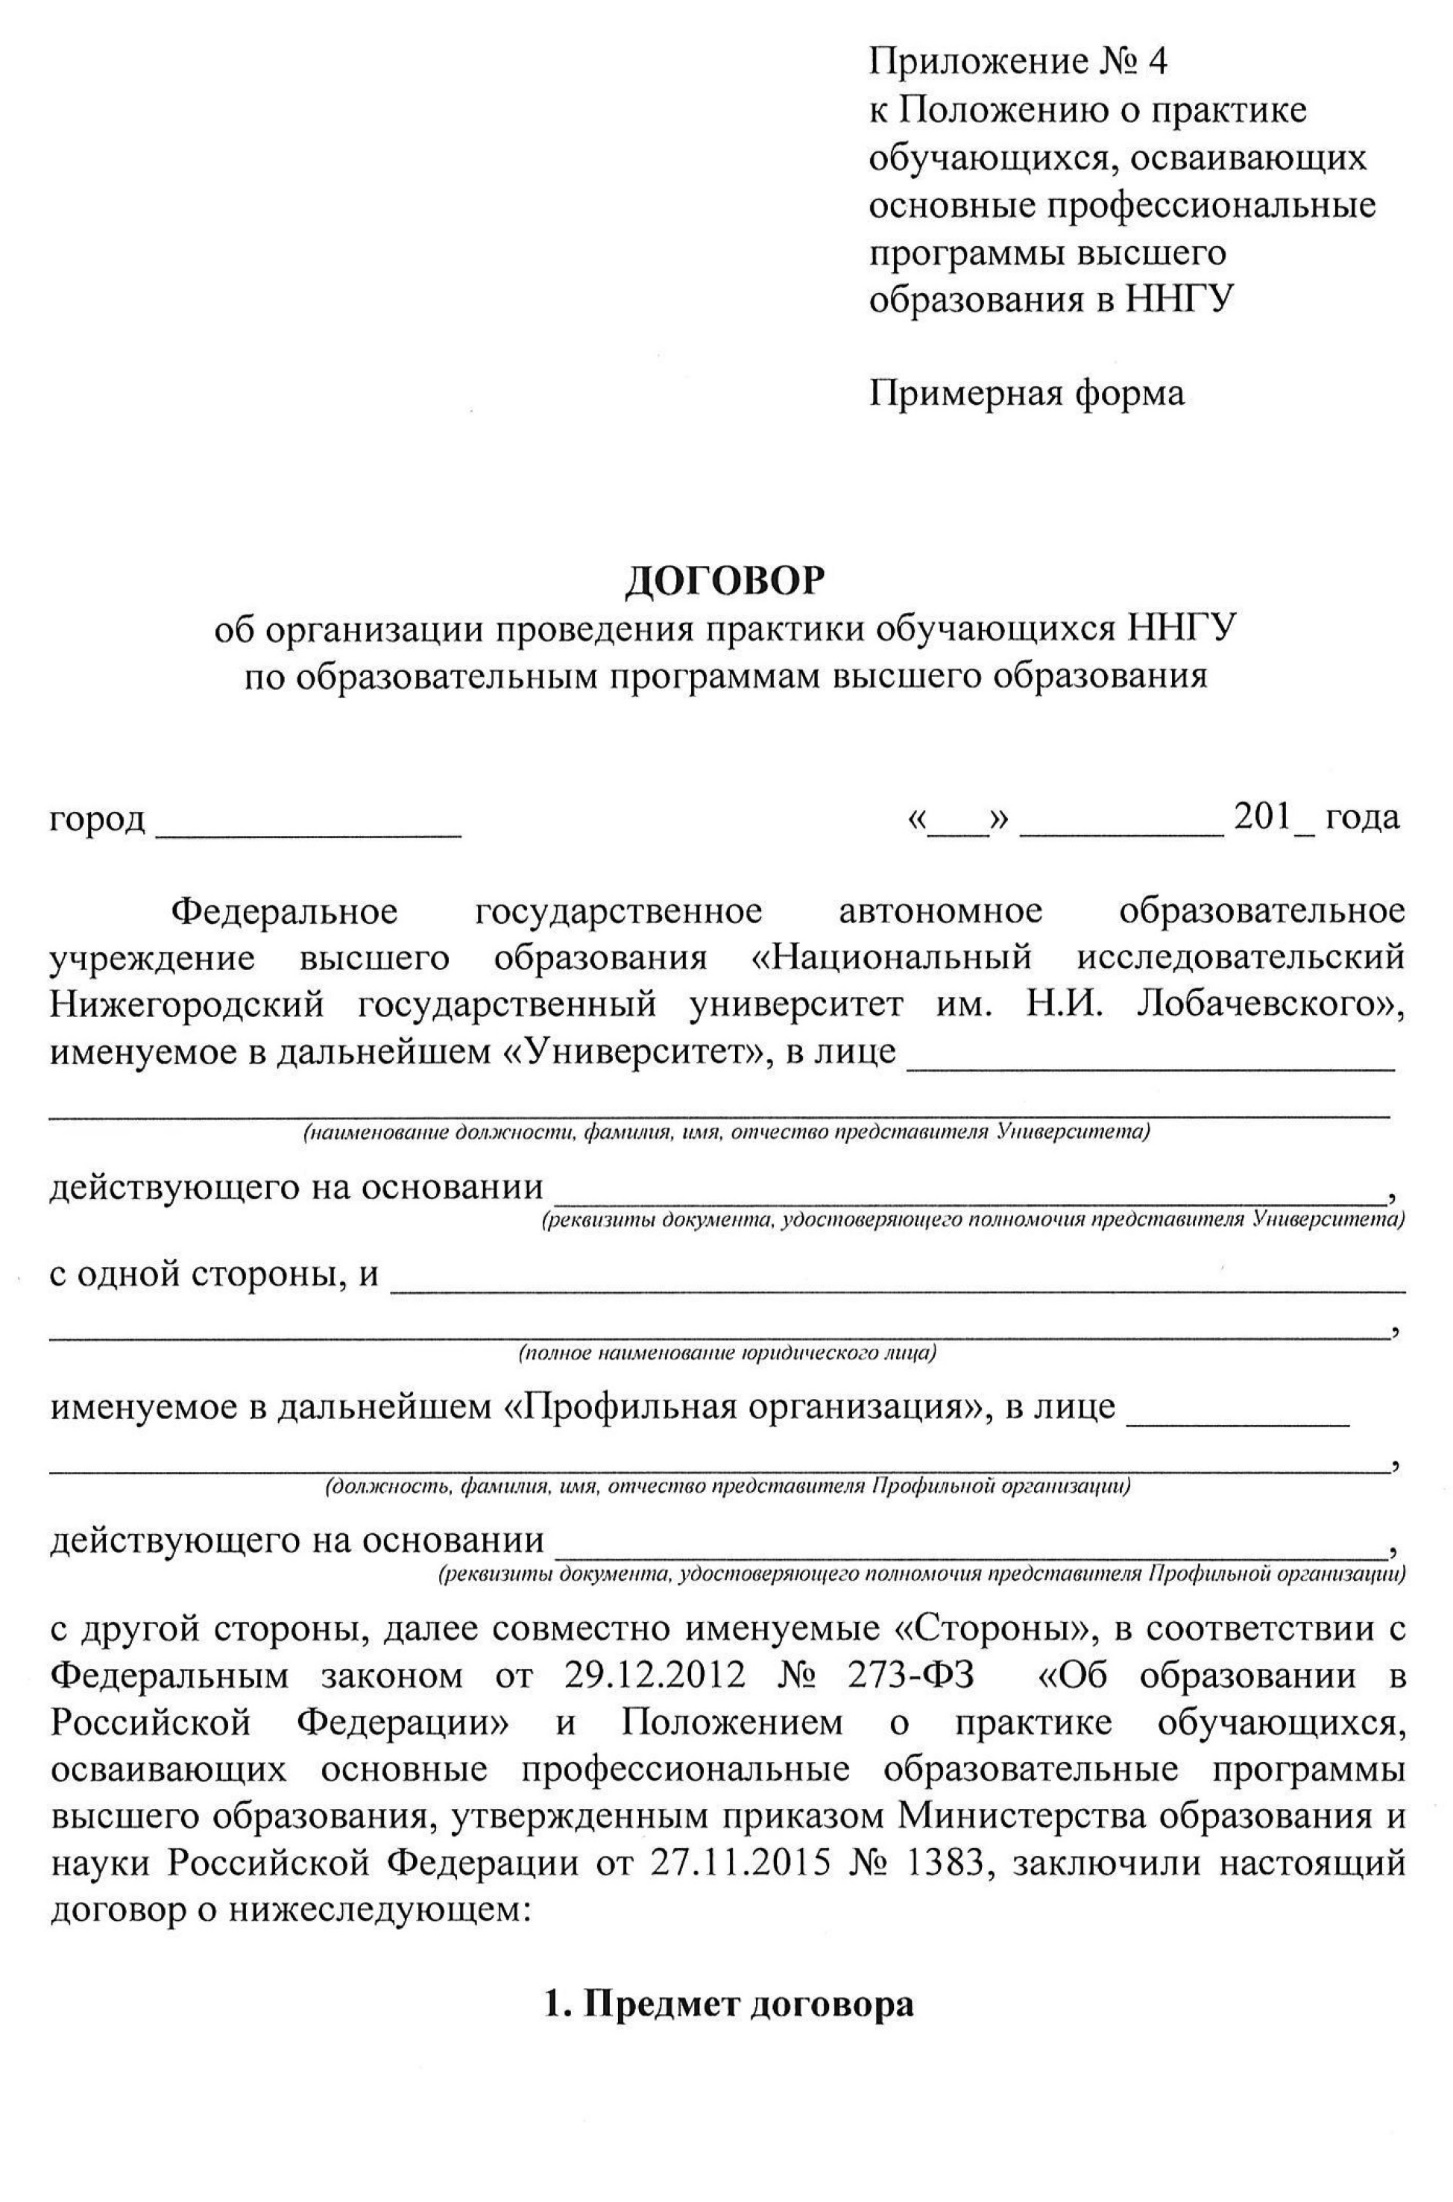 Приложение № 4
к Положению о практике
обучающихся, осваивающих
основные профессиональные
программы высшего
образования в ННГУ
Примерная форма
ДОГОВОР
об организации проведения практики обучающихся ННГУ
по образовательным программам высшего образования
город _______________ «___» __________ 201_ года
Федеральное государственное автономное образовательное
учреждение высшего образования «Национальный исследовательский
Нижегородский государственный университет им. Н.И. Лобачевского»,
именуемое в дальнейшем «Университет», в лице ________________________
__________________________________________________________________
(наименование должности, фамилия, имя, отчество представителя Университета)
действующего на основании _________________________________________,
(реквизиты документа, удостоверяющего полномочия представителя Университета)
с одной стороны, и __________________________________________________
__________________________________________________________________,
(полное наименование юридического лица)
именуемое в дальнейшем «Профильная организация», в лице ___________
__________________________________________________________________,
(должность, фамилия, имя, отчество представителя Профильной организации)
действующего на основании _________________________________________,
(реквизиты документа, удостоверяющего полномочия представителя Профильной организации)
с другой стороны, далее совместно именуемые «Стороны», в соответствии с
Федеральным законом от 29.12.2012 № 273-ФЗ «Об образовании в
Российской Федерации» и Положением о практике обучающихся,
осваивающих основные профессиональные образовательные программы
высшего образования, утвержденным приказом Министерства образования и
науки Российской Федерации от 27.11.2015 № 1383, заключили настоящий
договор о нижеследующем:
1. Предмет договора